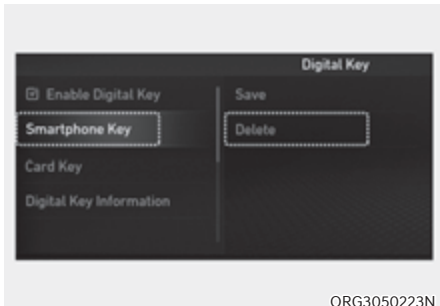 Digital Key
Enable Digital Key
Save
Smartphone Key
Delete
Card Key
Digital Key Information
ORG3050223N